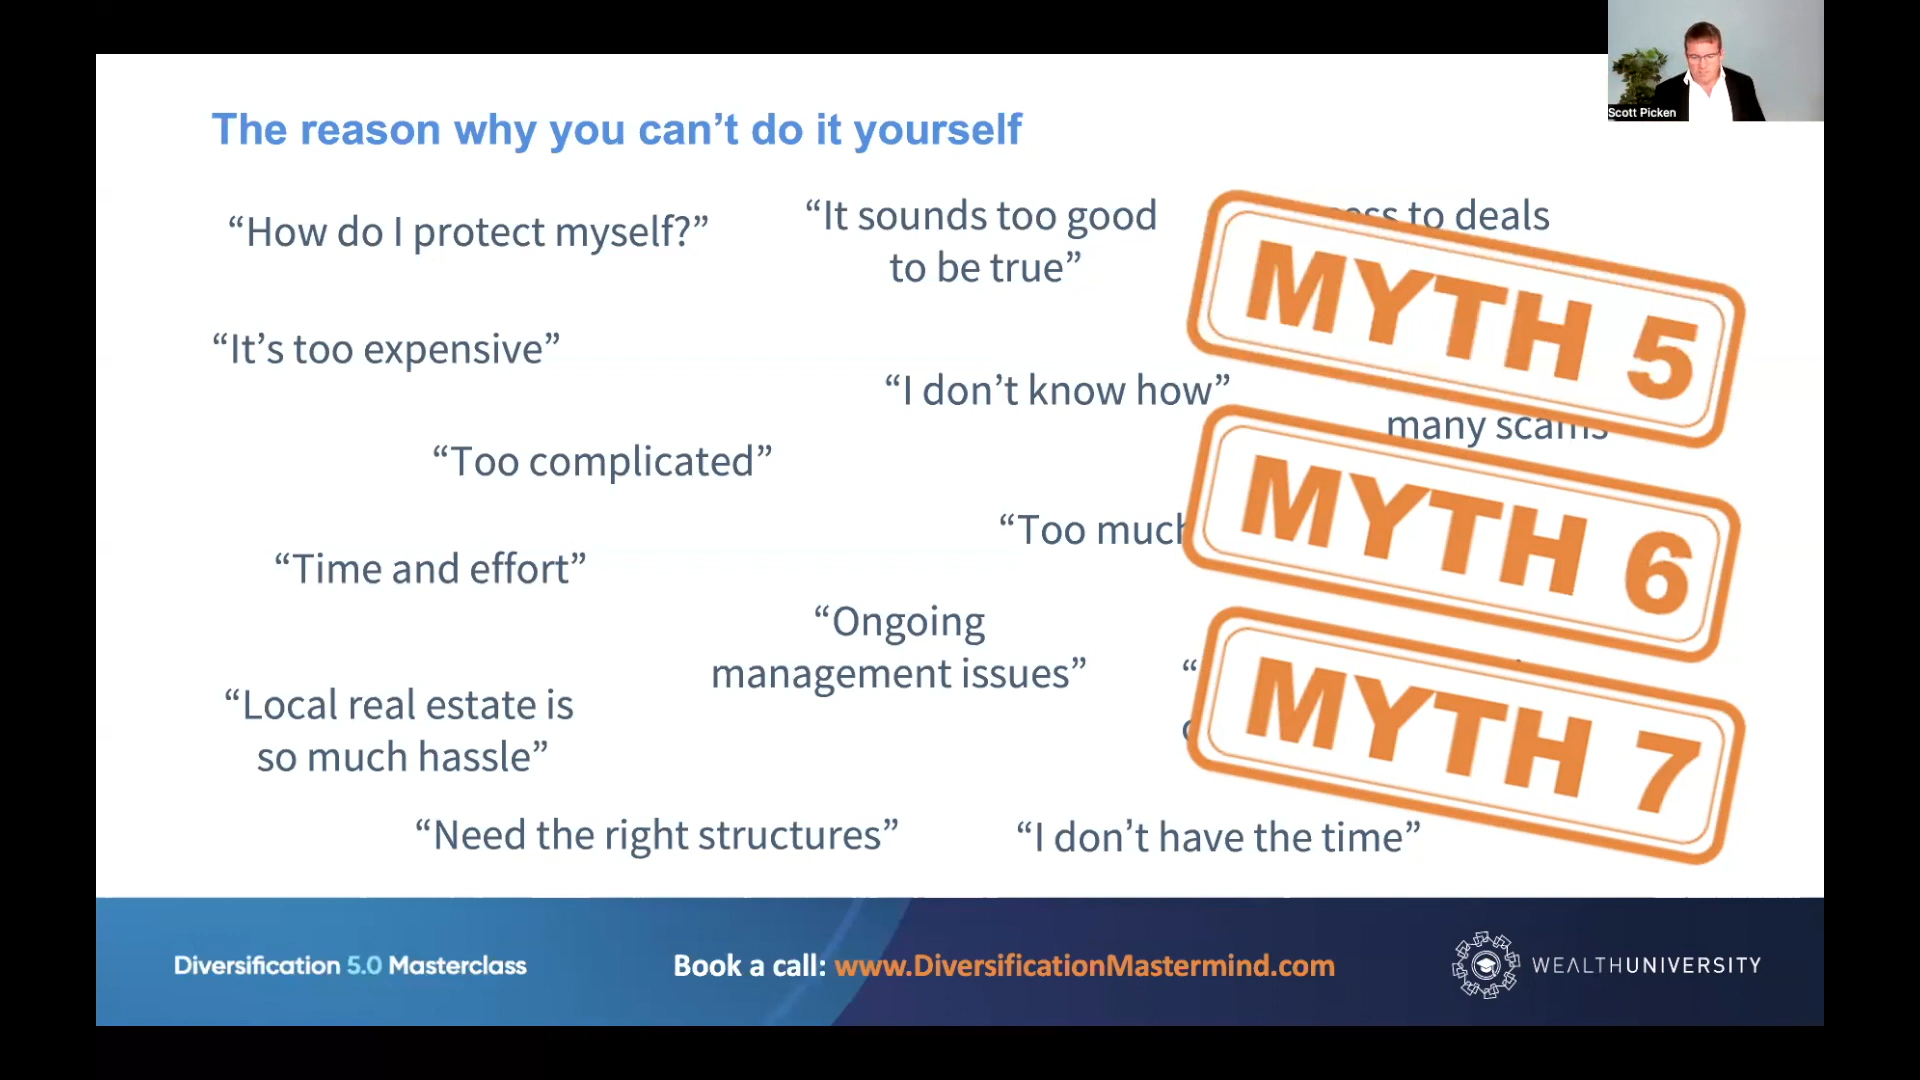 Scott Picken
The reason why you can’t do it yourself
“How do I protect myself?”
“It sounds too good
to be true”
to deals
MYTH 5
“It’s too expensive”
“I don’t know how”
many scams
“Too complicated”
“Too much
MYTH 6
“Time and effort”
“Ongoing
management issues”
“Local real estate is
so much hassle”
MYTH 7
“Need the right structures”
“I don’t have the time”
Diversification 5.0 Masterclass
Book a call: www.DiversificationMastermind.com
WEALTHUNIVERSITY